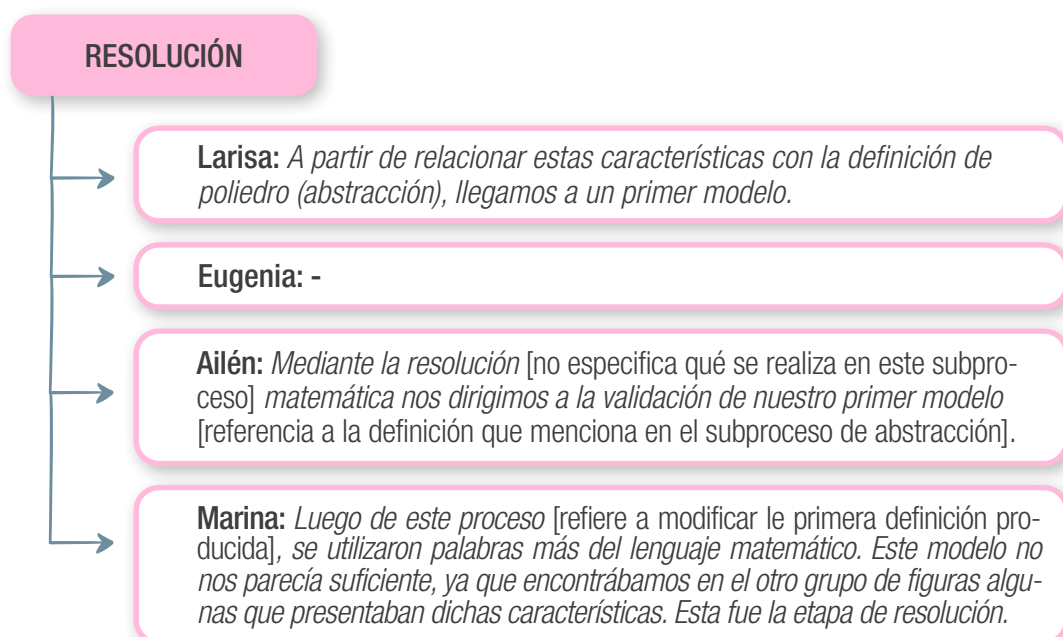 RESOLUCIÓN
Larisa: A partir de relacionar estas características con la definición de
poliedro (abstracción), llegamos a un primer modelo.
Eugenia: -
Ailén: Mediante la resolución [no especifica qué se realiza en este subpro-
ceso] matemática nos dirigimos a la validación de nuestro primer modelo
[referencia a la definición que menciona en el subproceso de abstracción].
Marina: Luego de este proceso [refiere a modificar le primera definición pro-
ducida], se utilizaron palabras más del lenguaje matemático. Este modelo no
nos parecía suficiente, ya que encontrábamos en el otro grupo de figuras algu-
nas que presentaban dichas características. Esta fue la etapa de resolución.